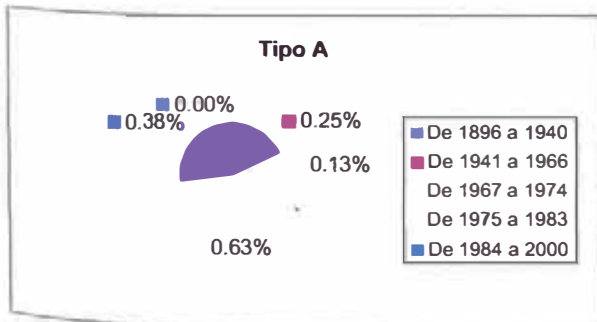 Tipo A
0.00%
0.38%
0.25%
0.13%
0.63%
De 1896 a 1940
De 1941 a 1966
De 1967 a 1974
De 1975 a 1983
De 1984 a 2000